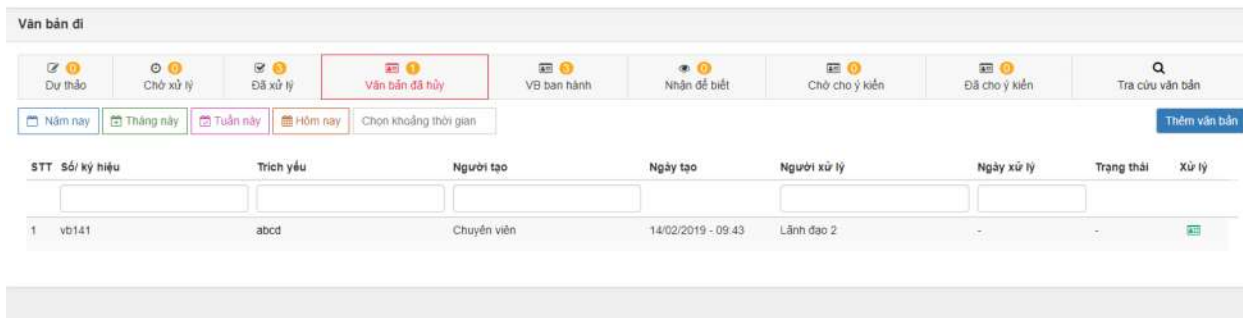 Văn bản đi
0 0 3 1 3 0 0 0
Dự thảo Chờ xử lý Đã xử lý Văn bản đã hủy VB ban hành Nhận để biết Chờ cho ý kiến Đã cho ý kiến Tra cứu văn bản
Năm nay Tháng này Tuần này Hôm nay Chọn khoảng thời gian Thêm văn bản
STT Số/ ký hiệu Trích yếu Người tạo Ngày tạo Người xử lý Ngày xử lý Trạng thái Xử lý
1 vb141 abcd Chuyên viên 14/02/2019 - 09:43 Lãnh đạo 2 - -